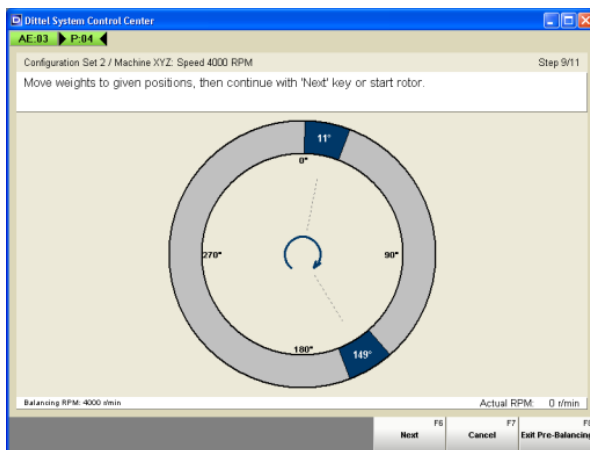 Dittel System Control Center
AE:03 P:04
Configuration Set 2 / Machine XYZ: Speed 4000 RPM Step 9/11
Move weights to given positions, then continue with 'Next' key or start rotor.
11°
0°
270° 90°
180°
149°
Balancing RPM: 4000 r/min Actual RPM: 0 r/min
F6 F7
Next Cancel Exit Pre-Balancing